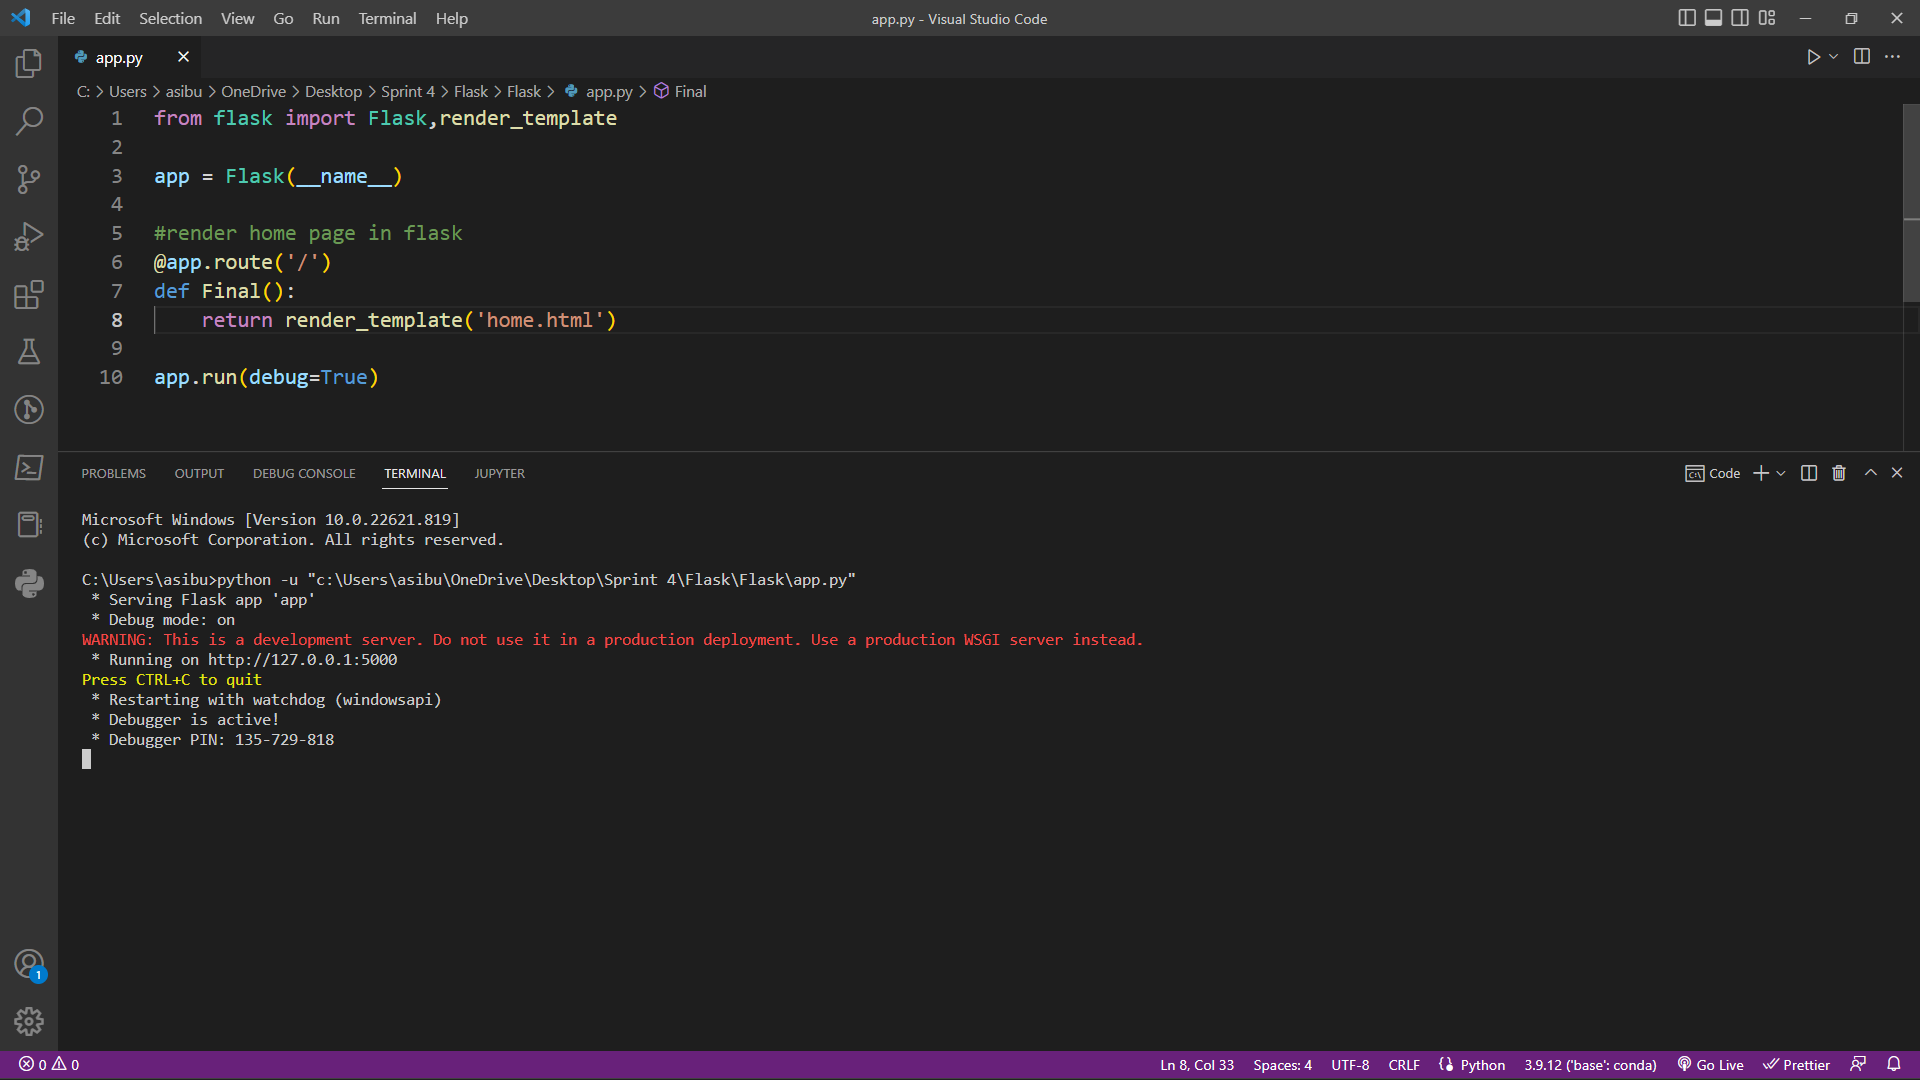 File Edit Selection View Go Run Terminal Help
app.py - Visual Studio Code
app.py
C: > Users > asibu > OneDrive > Desktop > Sprint 4 > Flask > Flask > app.py > Final
1 from flask import Flask,render_template
2
3 app = Flask(__name__)
4
5 #render home page in flask
6 @app.route('/')
7 def Final():
8 return render_template('home.html')
9
10 app.run(debug=True)
PROBLEMS OUTPUT DEBUG CONSOLE TERMINAL JUPYTER
Code
Microsoft Windows [Version 10.0.22621.819]
(c) Microsoft Corporation. All rights reserved.
C:\Users\asibu>python -u "c:\Users\asibu\OneDrive\Desktop\Sprint 4\Flask\Flask\app.py"
* Serving Flask app 'app'
* Debug mode: on
WARNING: This is a development server. Do not use it in a production deployment. Use a production WSGI server instead.
* Running on http://127.0.0.1:5000
Press CTRL+C to quit
* Restarting with watchdog (windowsapi)
* Debugger is active!
* Debugger PIN: 135-729-818
1
0 0 Ln 8, Col 33 Spaces: 4 UTF-8 CRLF Python 3.9.12 ('base': conda) Go Live Prettier